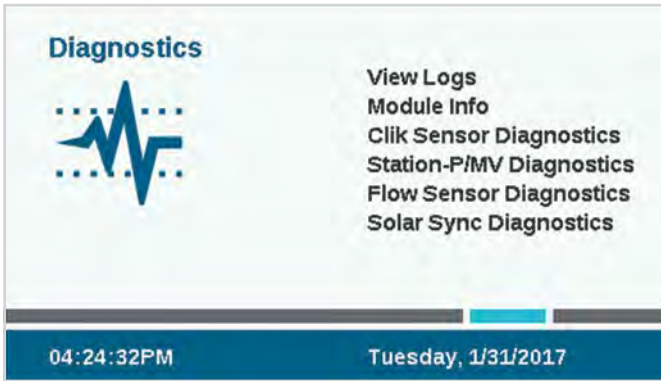 Diagnostics
View Logs
Module Info
Clik Sensor Diagnostics
Station-P/MV Diagnostics
Flow Sensor Diagnostics
Solar Sync Diagnostics
04:24:32PM
Tuesday, 1/31/2017